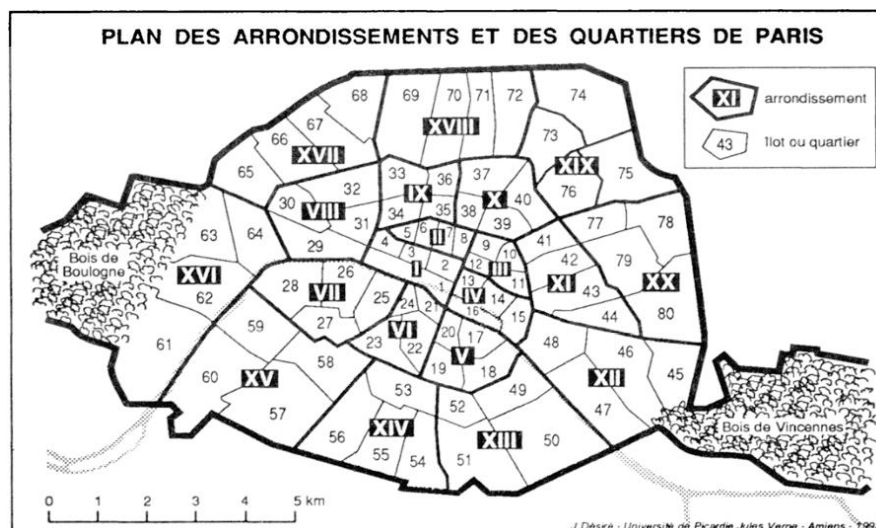 PLAN DES ARRONDISSEMENTS ET DES QUARTIERS DE PARIS
XI arrondissement
43 îlot ou quartier
68 69 70 71 72 74
67 XVIII
66 73
XVII XIX
65 75
33 36 37 76
32 IX X 40
30 VIII 34 35 38 39 77 78
63 64 31 6 41
29 4 5 II 7 8 9 10
3 12 III 42 79
Bois de
Boulogne
XVI I 2 11 XI XX
28 VII 26 25 1 13 IV 14 43
62 24 21 16 15 44 80
59 27 VI 20 17
61 58 23 22 V 48 46
60 XV 19 18 XII 45
53 52 49 47
57 XIV XIII 50
56 55 54 51
Bois de Vincennes
0 1 2 3 4 5 km
J Désiré - Université de Picardie Jules Verne - Amiens - 199